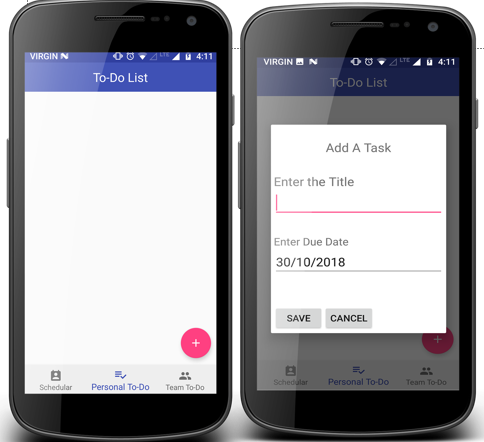 VIRGIN N LTE 4:11
To-Do List
+
Schedular Personal To-Do Team To-Do
VIRGIN N LTE 4:11
To-Do List
Add A Task
Enter the Title
Enter Due Date
30/10/2018
SAVE CANCEL
+
Schedular Personal To-Do Team To-Do